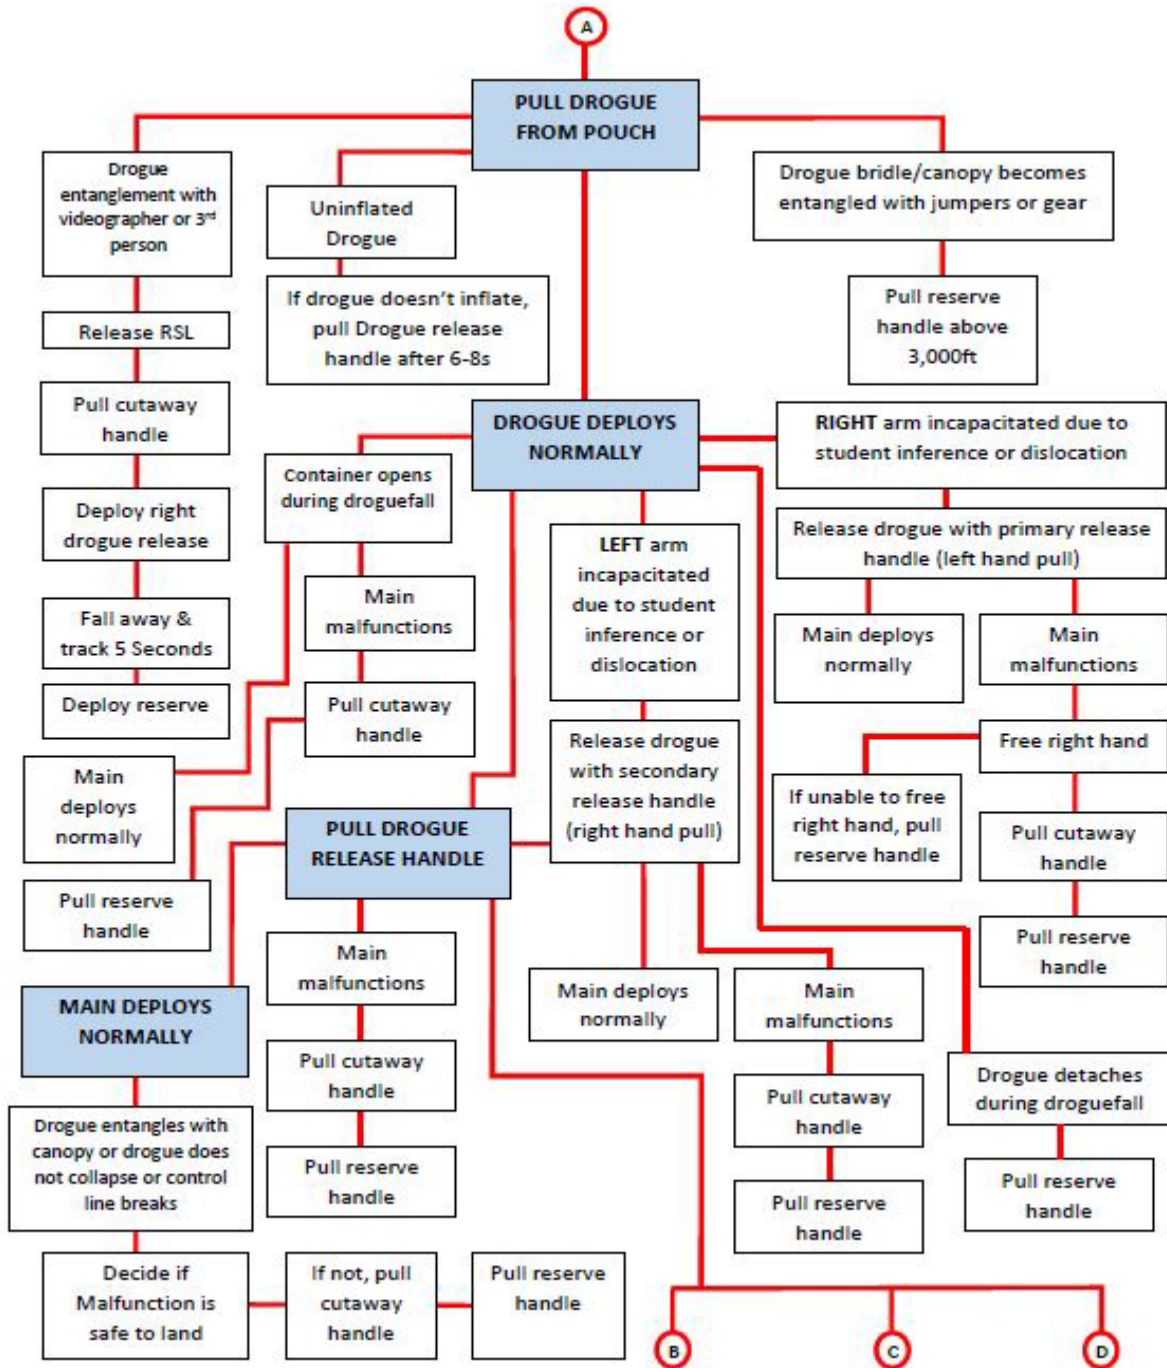 A
PULL DROGUE
FROM POUCH
Drogue
entanglement with
videographer or 3rd
person
Uninflated
Drogue
Drogue bridle/canopy becomes
entangled with jumpers or gear
Release RSL
If drogue doesn't inflate,
pull Drogue release
handle after 6-8s
Pull reserve
handle above
3,000ft
Pull cutaway
handle
DROGUE DEPLOYS
NORMALLY
RIGHT arm incapacitated due to
student inference or dislocation
Container opens
during droguefall
Deploy right
drogue release
LEFT arm
incapacitated
due to student
inference or
dislocation
Release drogue with primary release
handle (left hand pull)
Main
malfunctions
Fall away &
track 5 Seconds
Main deploys
normally
Main
malfunctions
Deploy reserve
Pull cutaway
handle
Release drogue
with secondary
release handle
(right hand pull)
Free right hand
Main
deploys
normally
If unable to free
right hand, pull
reserve handle
Pull cutaway
handle
PULL DROGUE
RELEASE HANDLE
Pull reserve
handle
Pull reserve
handle
Main
malfunctions
Main deploys
normally
Main
malfunctions
MAIN DEPLOYS
NORMALLY
Pull cutaway
handle
Drogue detaches
during droguefall
Pull cutaway
handle
Drogue entangles with
canopy or drogue does
not collapse or control
line breaks
Pull reserve
handle
Pull reserve
handle
Pull reserve
handle
Decide if
Malfunction is
safe to land
If not, pull
cutaway
handle
Pull reserve
handle
B
C
D